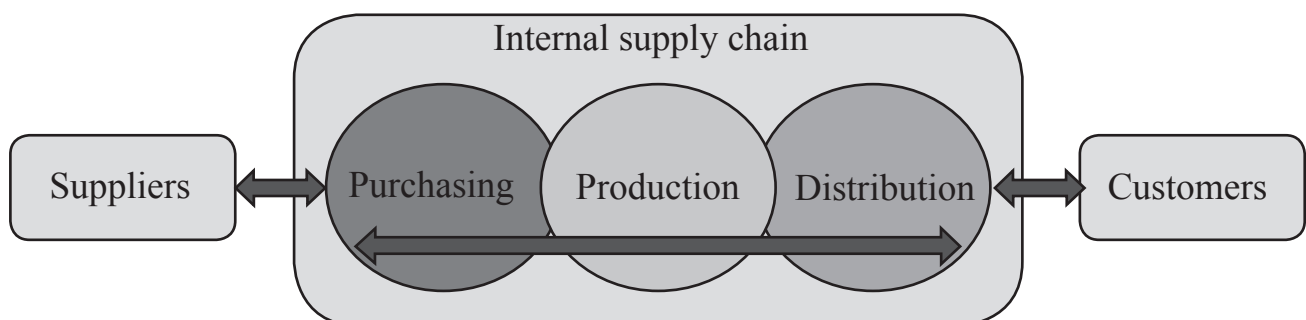 Internal supply chain
Suppliers
Purchasing
Production
Distribution
Customers